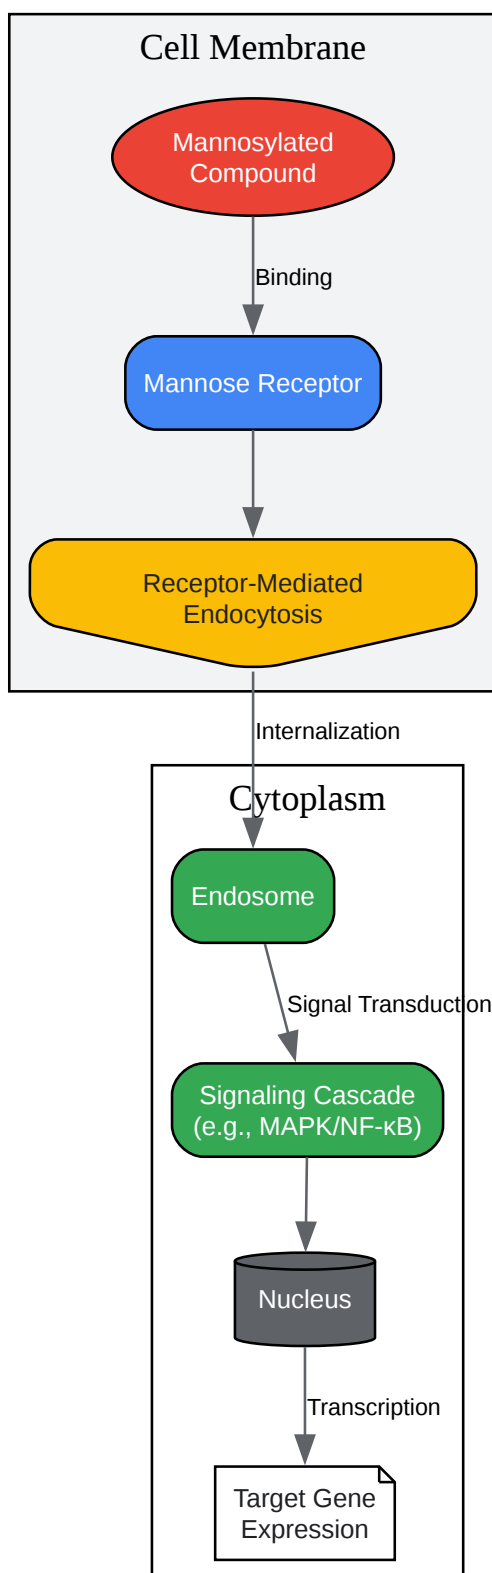 Cell Membrane
Mannosylated
Compound
Binding
Mannose Receptor
Receptor-Mediated
Endocytosis
Internalization
Cytoplasm
Endosome
Signal Transduction
Signaling Cascade
(e.g., MAPK/NF-κB)
Nucleus
Transcription
Target Gene
Expression